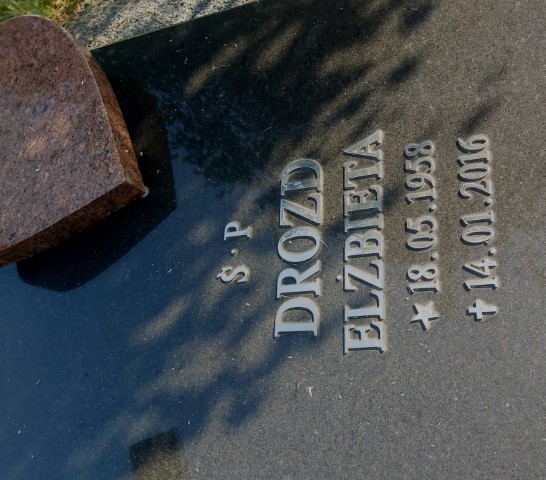 Ś.P
DROZD
ELŻBIETA
★ 18.05.1958
✝ 14.01.2016